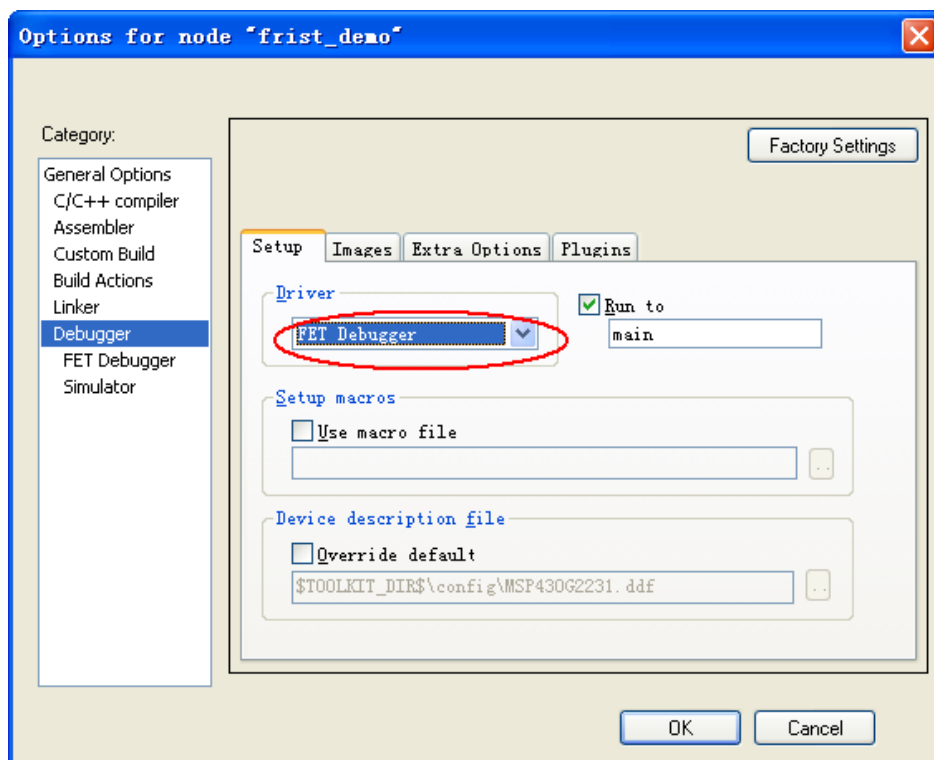 Options for node "frist_demo"
Category:
Factory Settings
General Options
C/C++ compiler
Assembler
Custom Build
Build Actions
Linker
Debugger
FET Debugger
Simulator
Setup Images Extra Options Plugins
Driver
FET Debugger
Run to
main
Setup macros
Use macro file
..
Device description file
Override default
$TOOLKIT_DIR$\config\MSP430G2231.ddf
..
OK Cancel